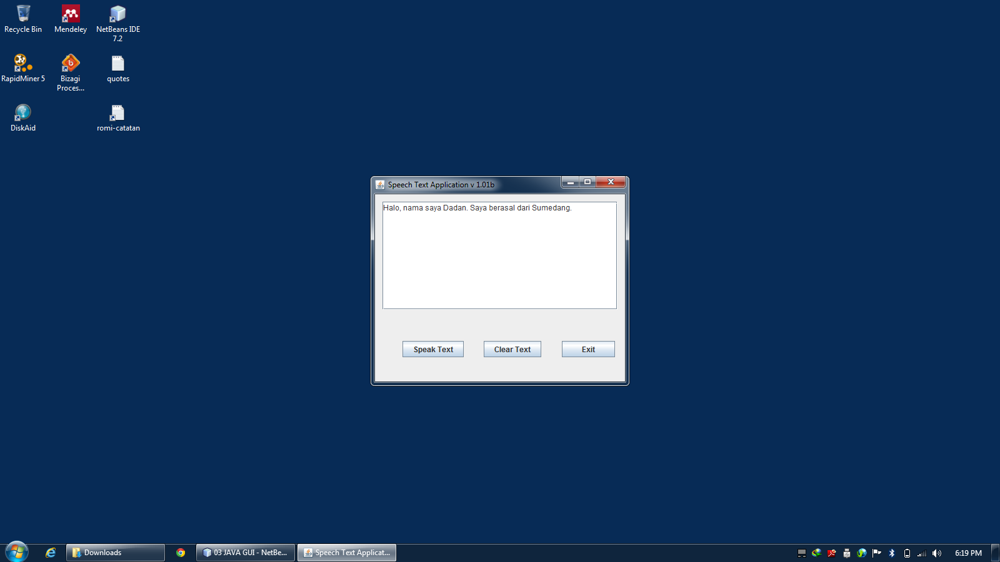 Recycle Bin
Mendeley
NetBeans IDE
7.2
RapidMiner 5
Bizagi
Proces...
quotes
DiskAid
romi-catatan
Speech Text Application v 1.01b
Halo, nama saya Dadan. Saya berasal dari Sumedang.
Speak Text
Clear Text
Exit
Downloads
03 JAVA GUI - NetBe...
Speech Text Applicat...
6:19 PM